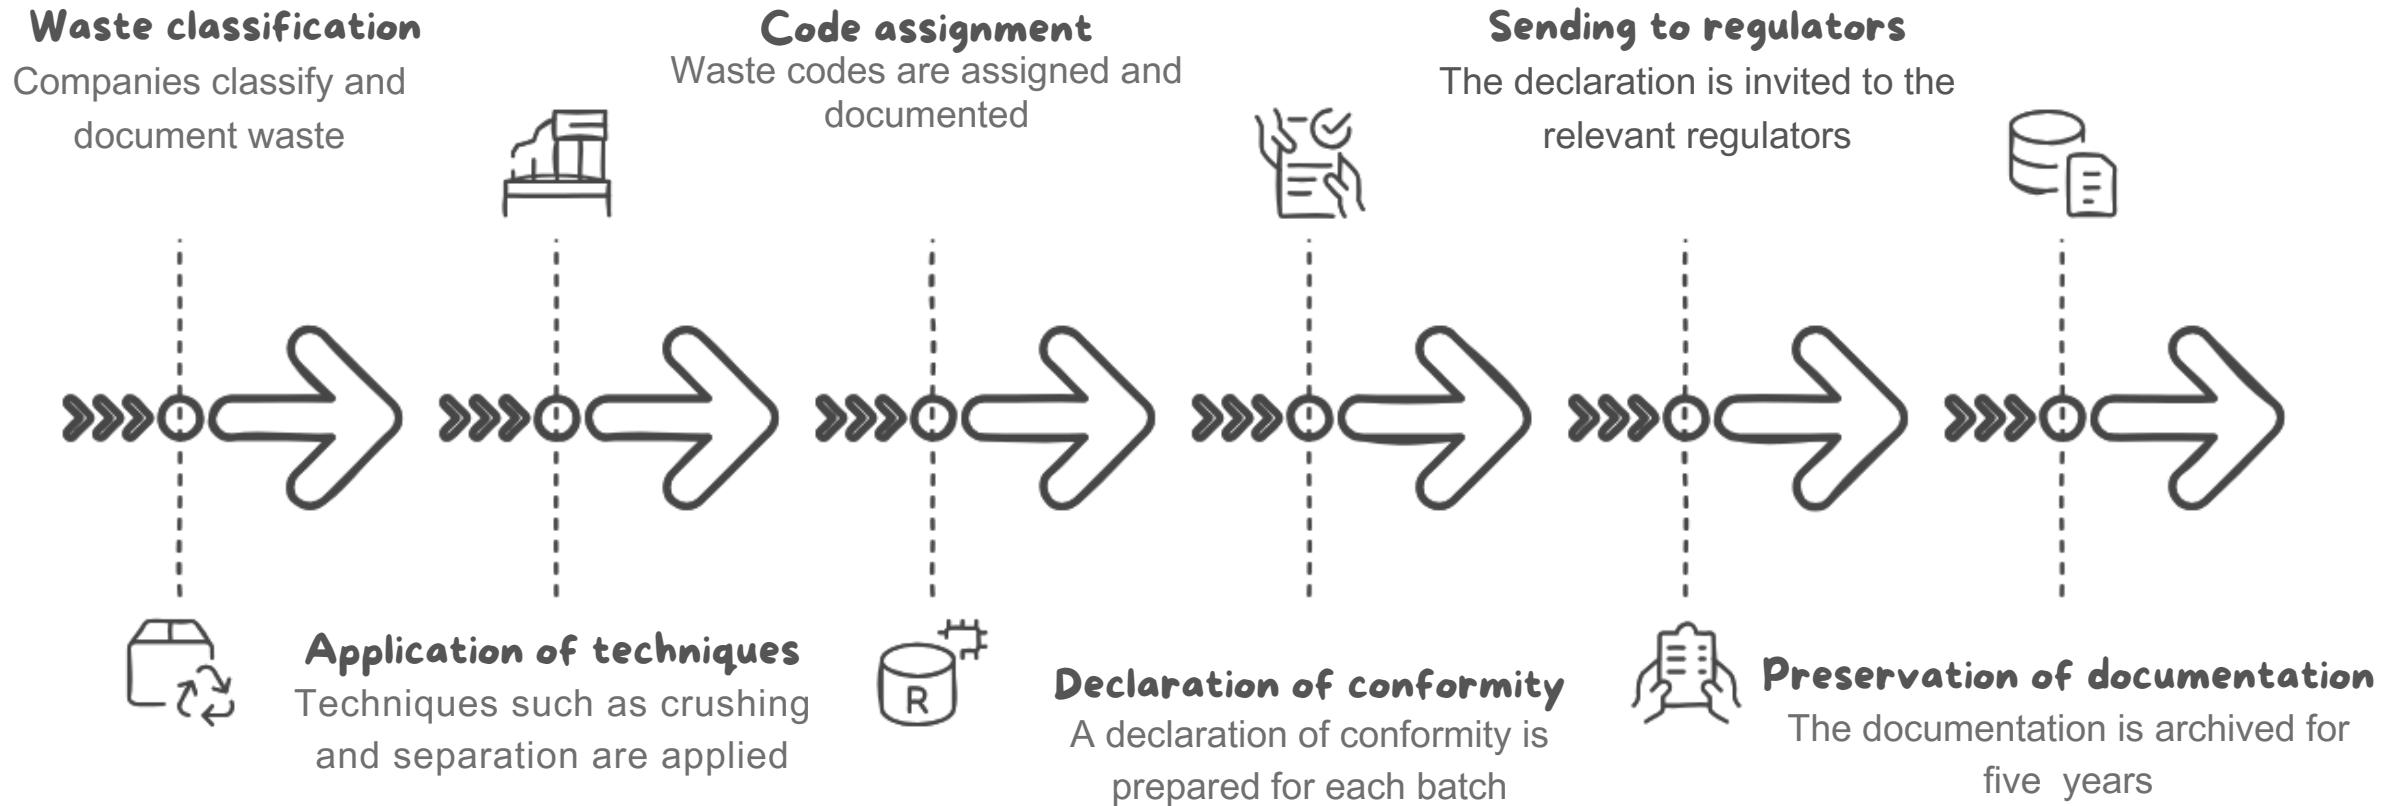 Waste classification
Companies classify and
document waste
Application of techniques
Techniques such as crushing
and separation are applied
Code assignment
Waste codes are assigned and
documented
R
Declaration of conformity
A declaration of conformity is
prepared for each batch
Sending to regulators
The declaration is invited to the
relevant regulators
Preservation of documentation
The documentation is archived for
five  years